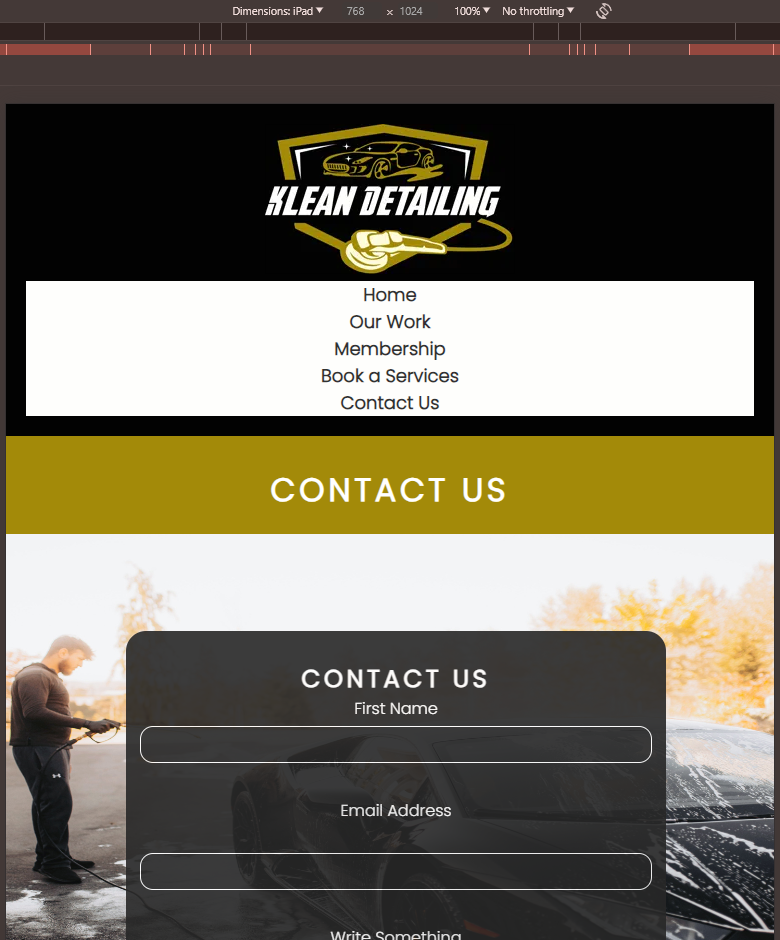 Dimensions: iPad ▼ 768 × 1024 100% ▼ No throttling ▼
KLEAN DETAILING
Home
Our Work
Membership
Book a Services
Contact Us
CONTACT US
CONTACT US
First Name
Email Address
Write Something